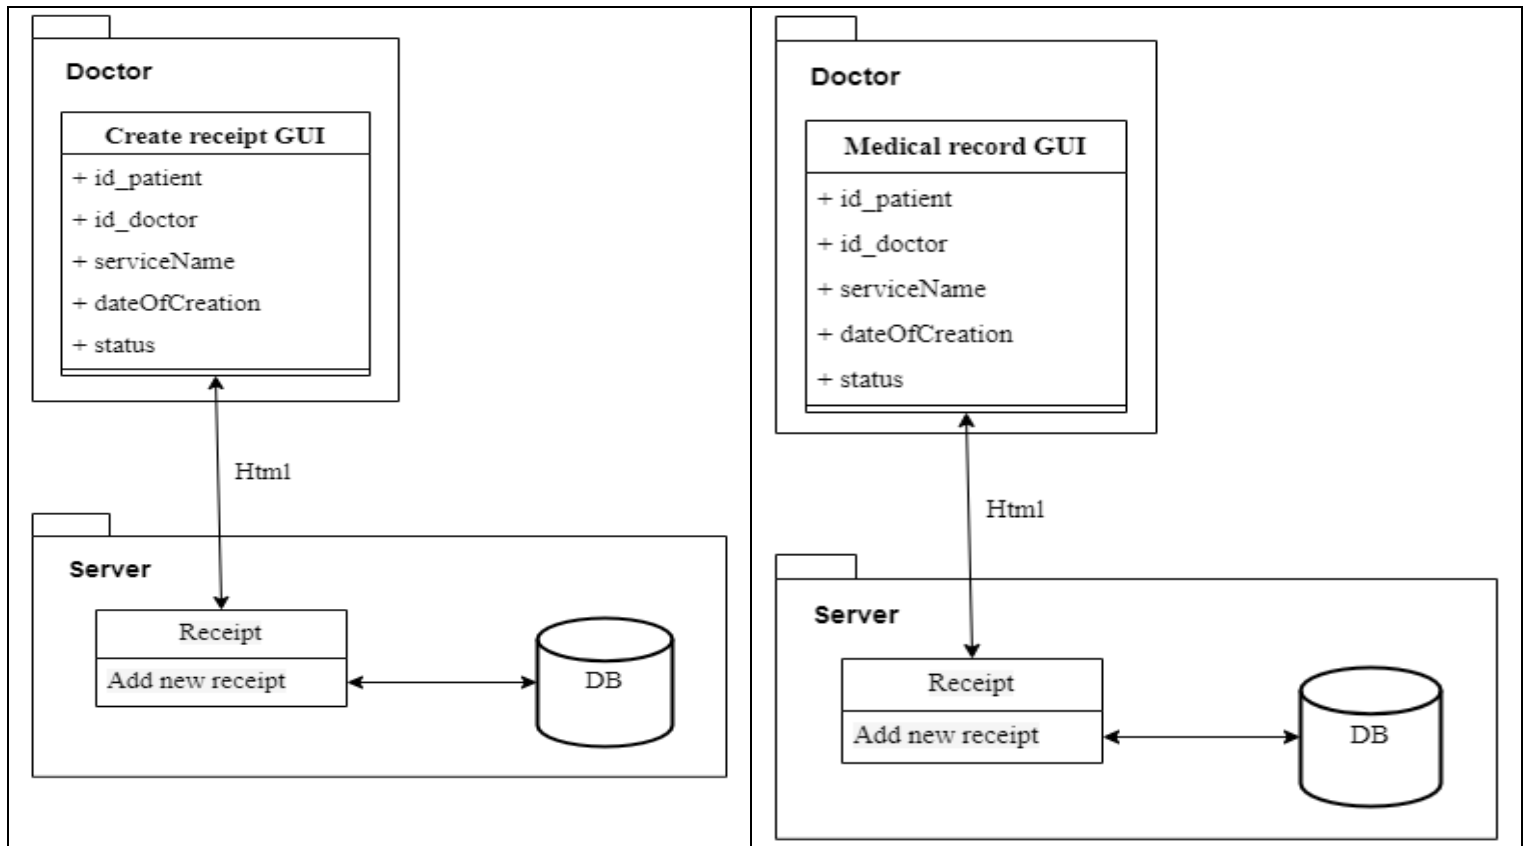 Doctor
Create receipt GUI
+ id_patient
+ id_doctor
+ serviceName
+ dateOfCreation
+ status
Html
Server
Receipt
Add new receipt
DB
Doctor
Medical record GUI
+ id_patient
+ id_doctor
+ serviceName
+ dateOfCreation
+ status
Html
Server
Receipt
Add new receipt
DB